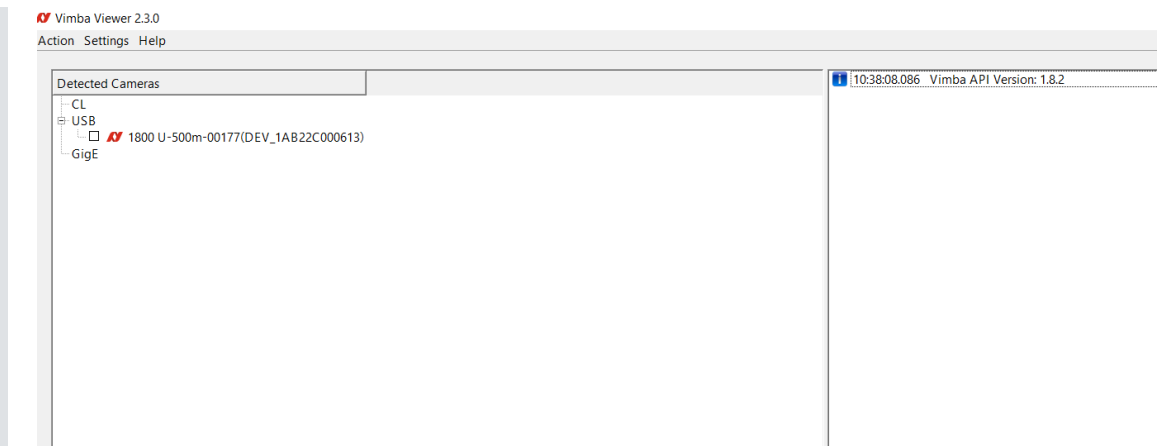 Vimba Viewer 2.3.0
Action Settings Help
Detected Cameras
CL
USB
1800 U-500m-00177(DEV_1AB22C000613)
GigE
10:38:08.086 Vimba API Version: 1.8.2